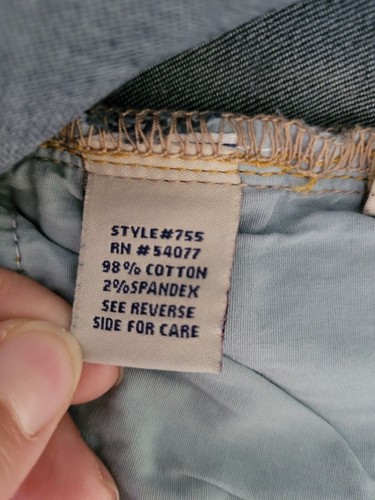 STYLE#755
RN # 54077
98% COTTON
2%SPANDEX
SEE REVERSE
SIDE FOR CARE